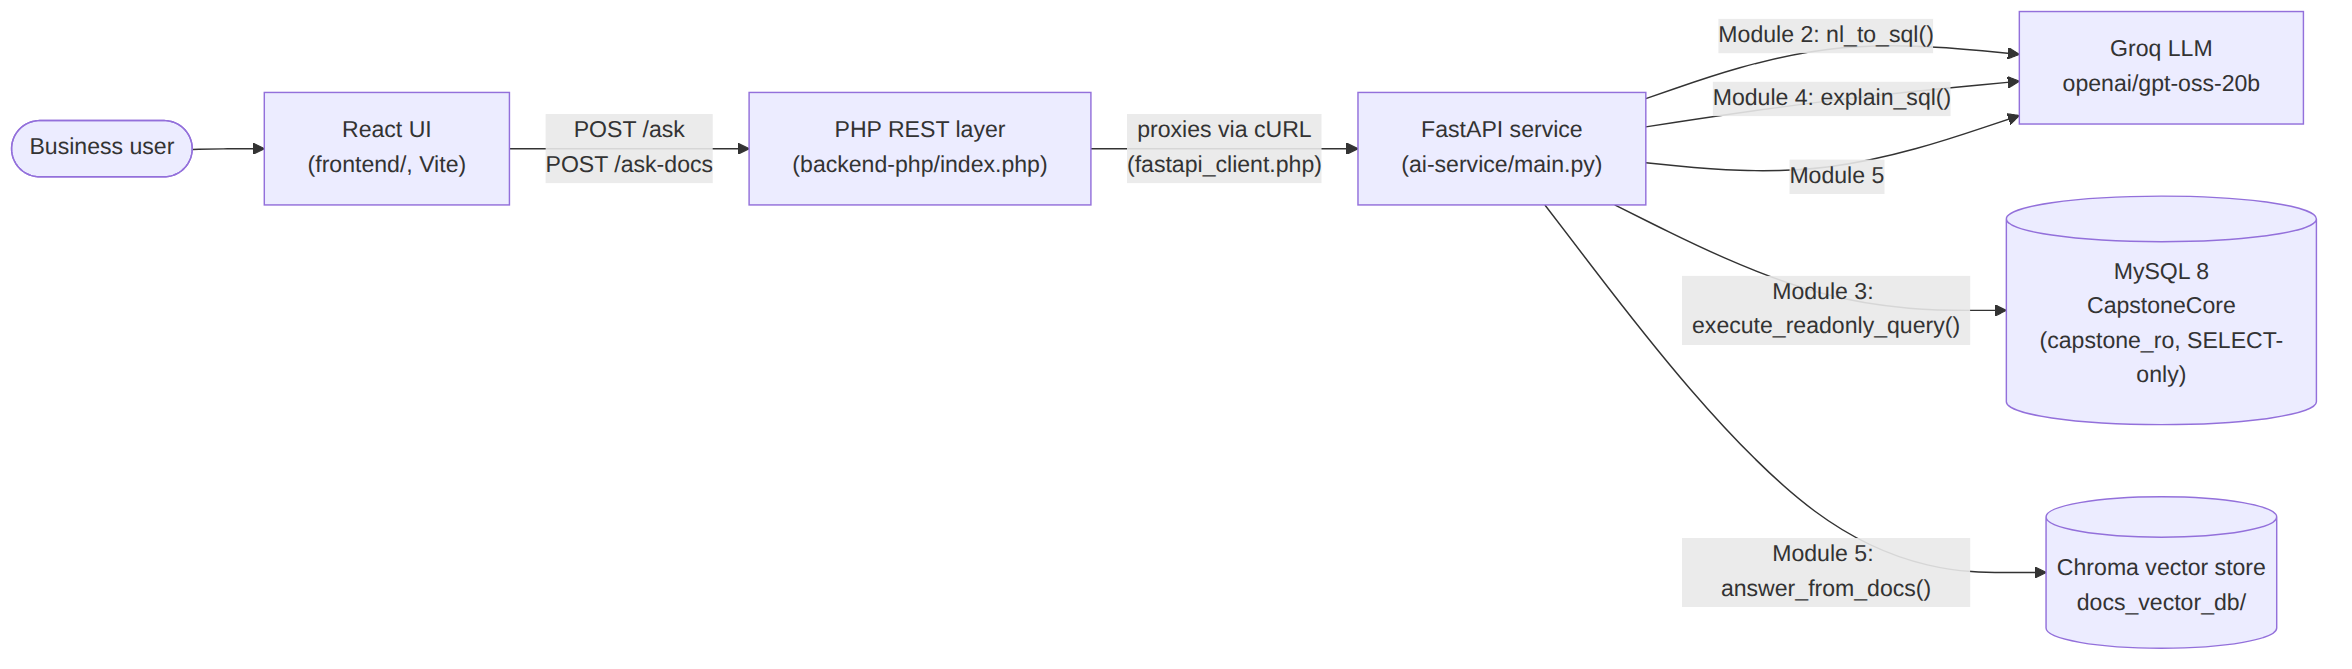 Business user
React UI
(frontend/, Vite)
POST /ask
POST /ask-docs
PHP REST layer
(backend-php/index.php)
proxies via cURL
(fastapi_client.php)
FastAPI service
(ai-service/main.py)
Module 2: nl_to_sql()
Module 4: explain_sql()
Module 5
Groq LLM
openai/gpt-oss-20b
Module 3:
execute_readonly_query()
MySQL 8
CapstoneCore
(capstone_ro, SELECT-
only)
Module 5:
answer_from_docs()
Chroma vector store
docs_vector_db/